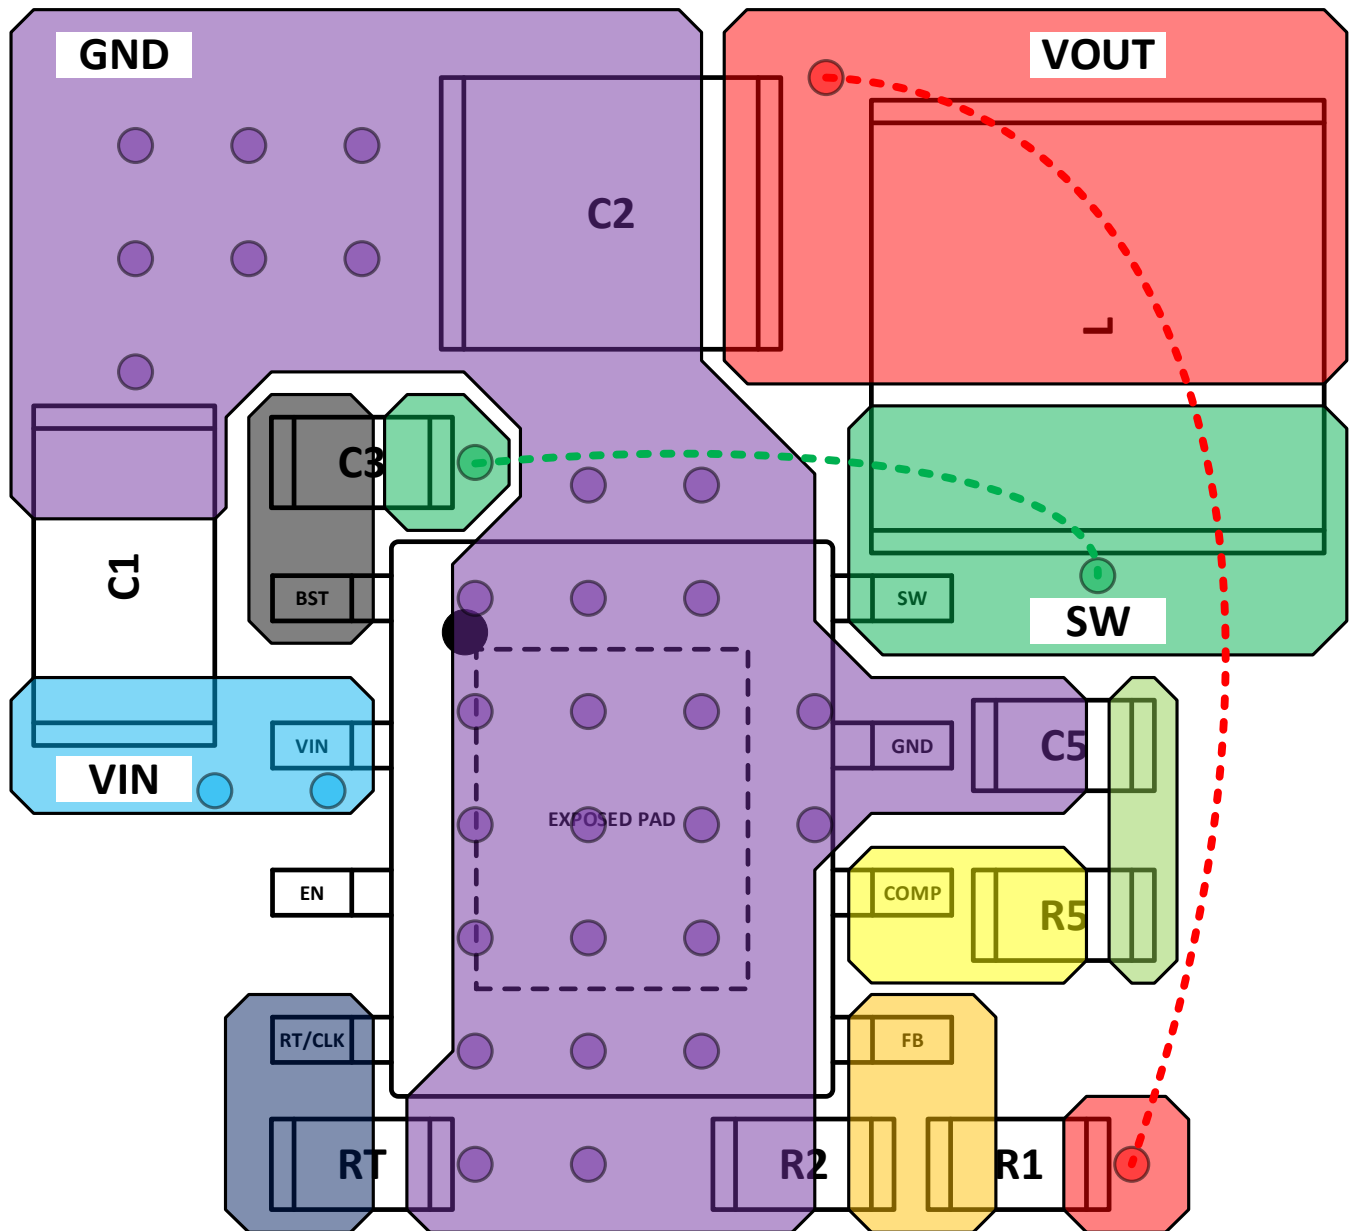 GND
VOUT
C2
L
C3
C1
BST
SW
SW
VIN
GND
C5
VIN
EXPOSED PAD
EN
COMP
R5
RT/CLK
FB
RT
R2
R1